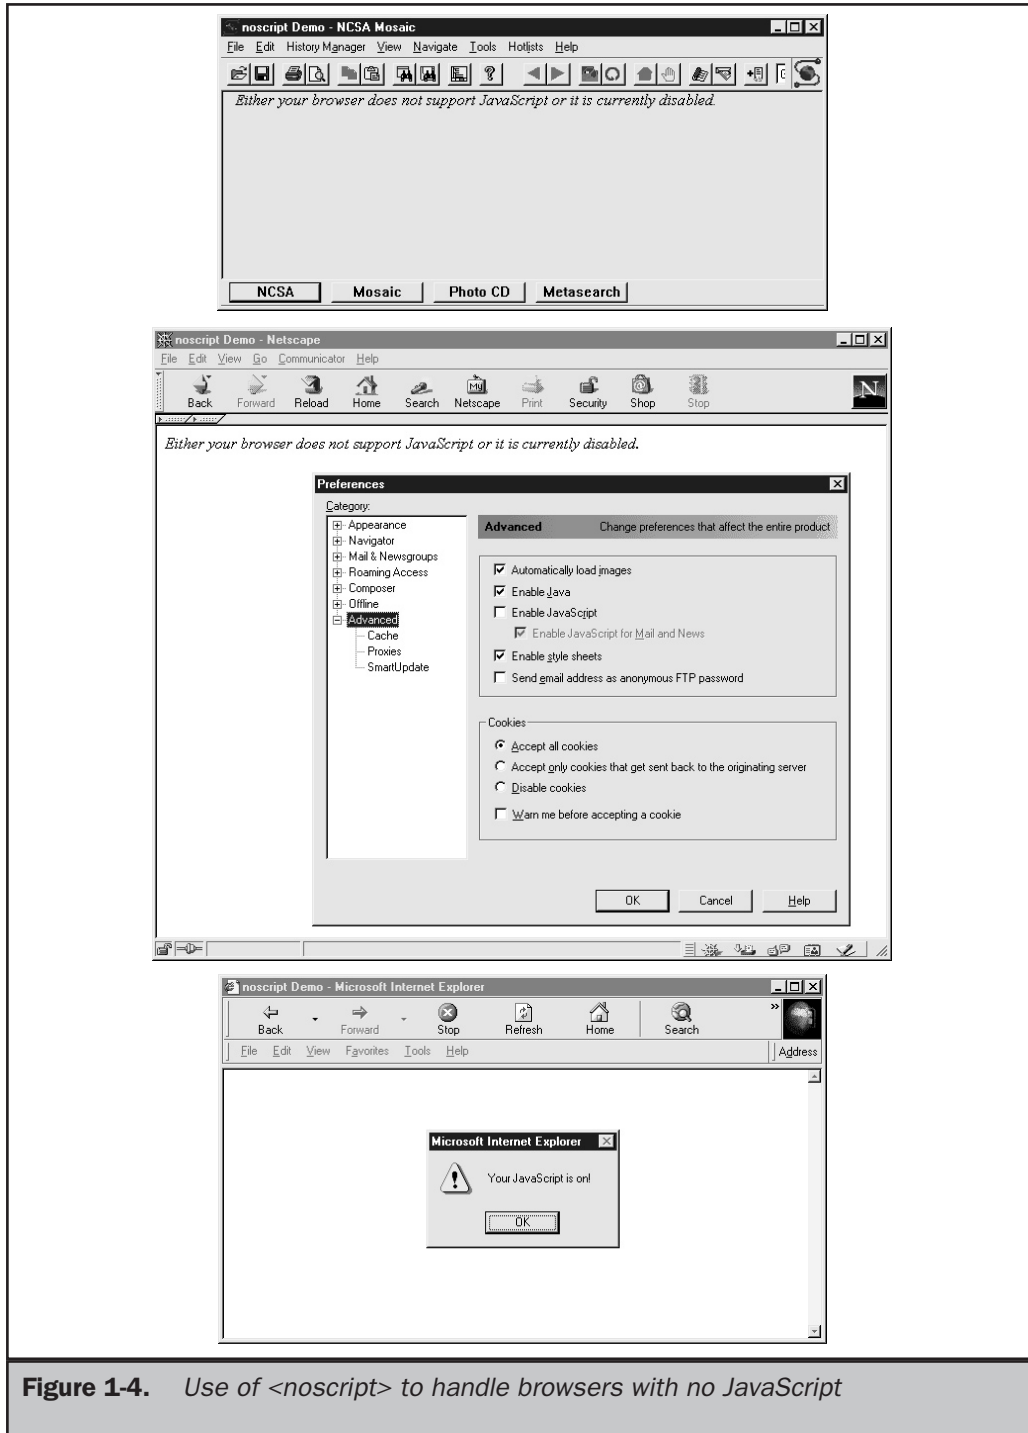 noscript Demo - NCSA Mosaic
File Edit History Manager View Navigate Tools Hotlists Help
Either your browser does not support JavaScript or it is currently disabled.
NCSA Mosaic Photo CD Metasearch
noscript Demo - Netscape
File Edit View Go Communicator Help
My
N
Back Forward Reload Home Search Netscape Print Security Shop Stop
Either your browser does not support JavaScript or it is currently disabled.
Preferences
Category:
Appearance
Navigator
Mail & Newsgroups
Roaming Access
Composer
Offline
Advanced
Cache
Proxies
SmartUpdate
Advanced Change preferences that affect the entire product
Automatically load images
Enable Java
Enable JavaScript
Enable JavaScript for Mail and News
Enable style sheets
Send email address as anonymous FTP password
Cookies
Accept all cookies
Accept only cookies that get sent back to the originating server
Disable cookies
Warn me before accepting a cookie
OK Cancel Help
noscript Demo - Microsoft Internet Explorer
Back Forward Stop Refresh Home Search
File Edit View Favorites Tools Help Address
Microsoft Internet Explorer
Your JavaScript is on!
OK
Figure 1-4. Use of <noscript> to handle browsers with no JavaScript